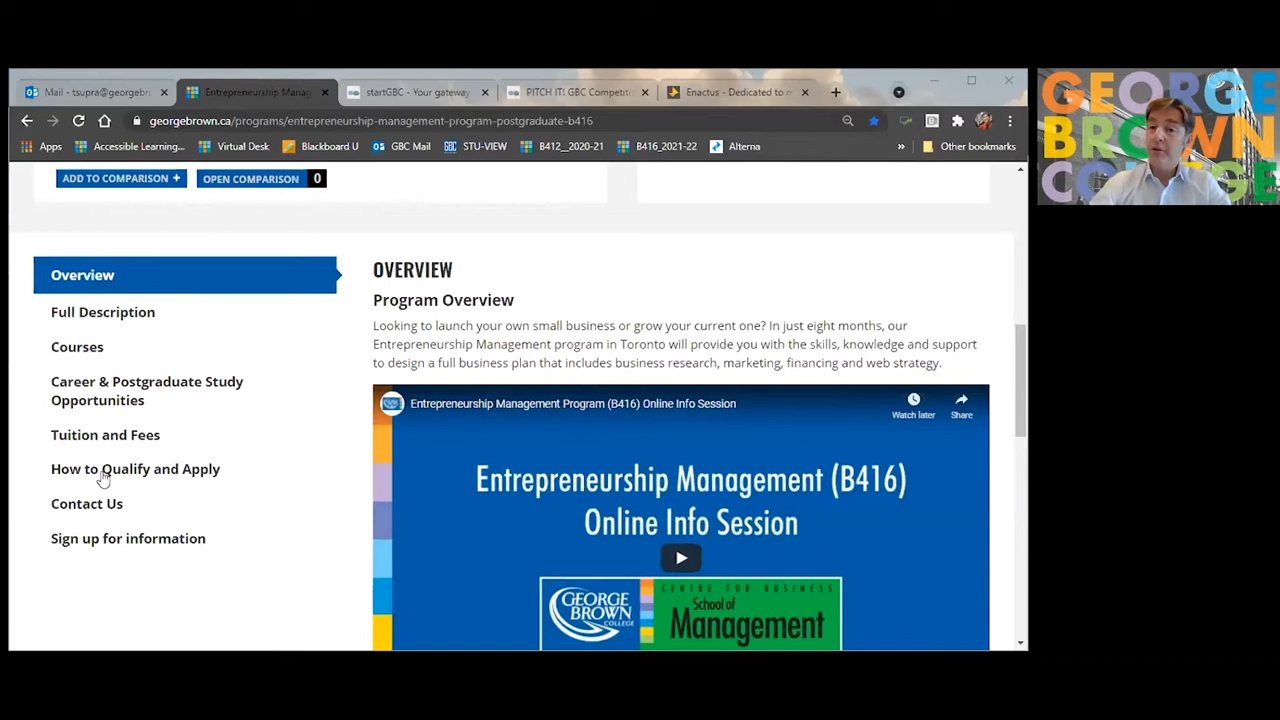 Mail - tsupra@georgebr
Entrepreneurship Manag
startGBC - Your gateway
PITCH IT! GBC Competiti
Enactus - Dedicated to m
georgebrown.ca/programs/entrepreneurship-management-program-postgraduate-b416
Apps
Accessible Learning...
Virtual Desk
Blackboard U
GBC Mail
STU-VIEW
B412__2020-21
B416_2021-22
Alterna
»
Other bookmarks
ADD TO COMPARISON +
OPEN COMPARISON 0
Overview
Full Description
Courses
Career & Postgraduate Study
Opportunities
Tuition and Fees
How to Qualify and Apply
Contact Us
Sign up for information
OVERVIEW
Program Overview
Looking to launch your own small business or grow your current one? In just eight months, our
Entrepreneurship Management program in Toronto will provide you with the skills, knowledge and support
to design a full business plan that includes business research, marketing, financing and web strategy.
Entrepreneurship Management Program (B416) Online Info Session
Watch later
Share
Entrepreneurship Management (B416)
Online Info Session
GEORGE
BROWN
COLLEGE
CENTRE FOR BUSINESS
School of
Management
GEORGE
BROWN
COLLEGE